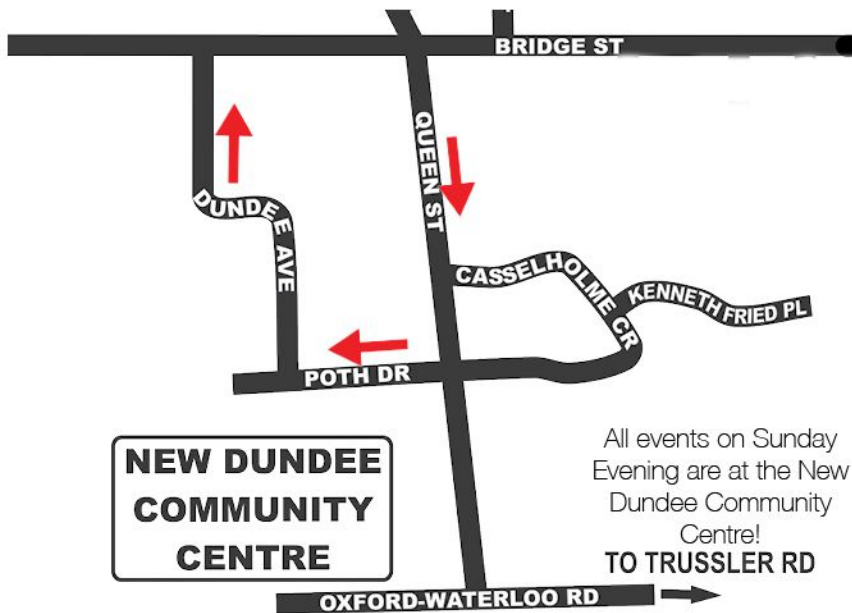 BRIDGE ST
QUEEN ST
DUNDEE AVE
CASSELHOLME CR
KENNETH FRIED PL
POTH DR
NEW DUNDEE
COMMUNITY
CENTRE
All events on Sunday
Evening are at the New
Dundee Community
Centre!
TO TRUSSLER RD
OXFORD-WATERLOO RD